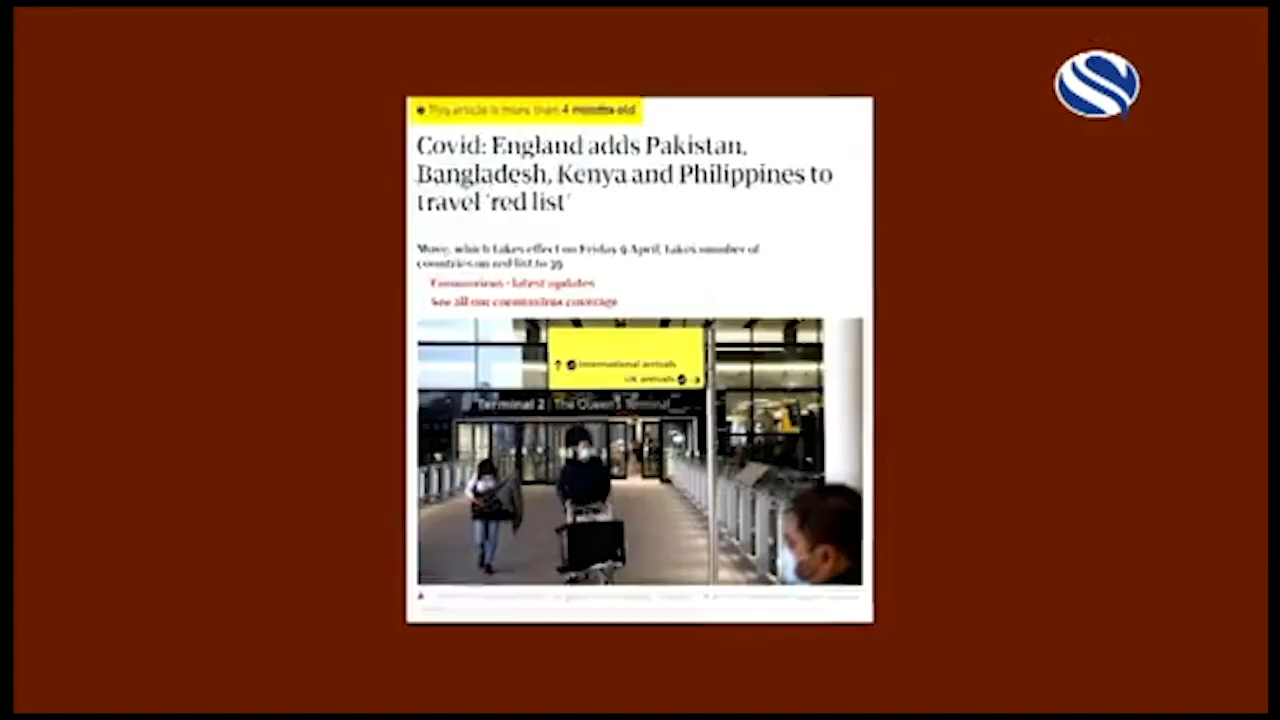 This article is more than 4 months old
Covid: England adds Pakistan,
Bangladesh, Kenya and Philippines to
travel 'red list'
Move, which takes effect on Friday 9 April, takes number of
countries on red list to 39
Coronavirus - latest updates
See all our coronavirus coverage
International arrivals
UK arrivals
Terminal 2 The Queen's Terminal